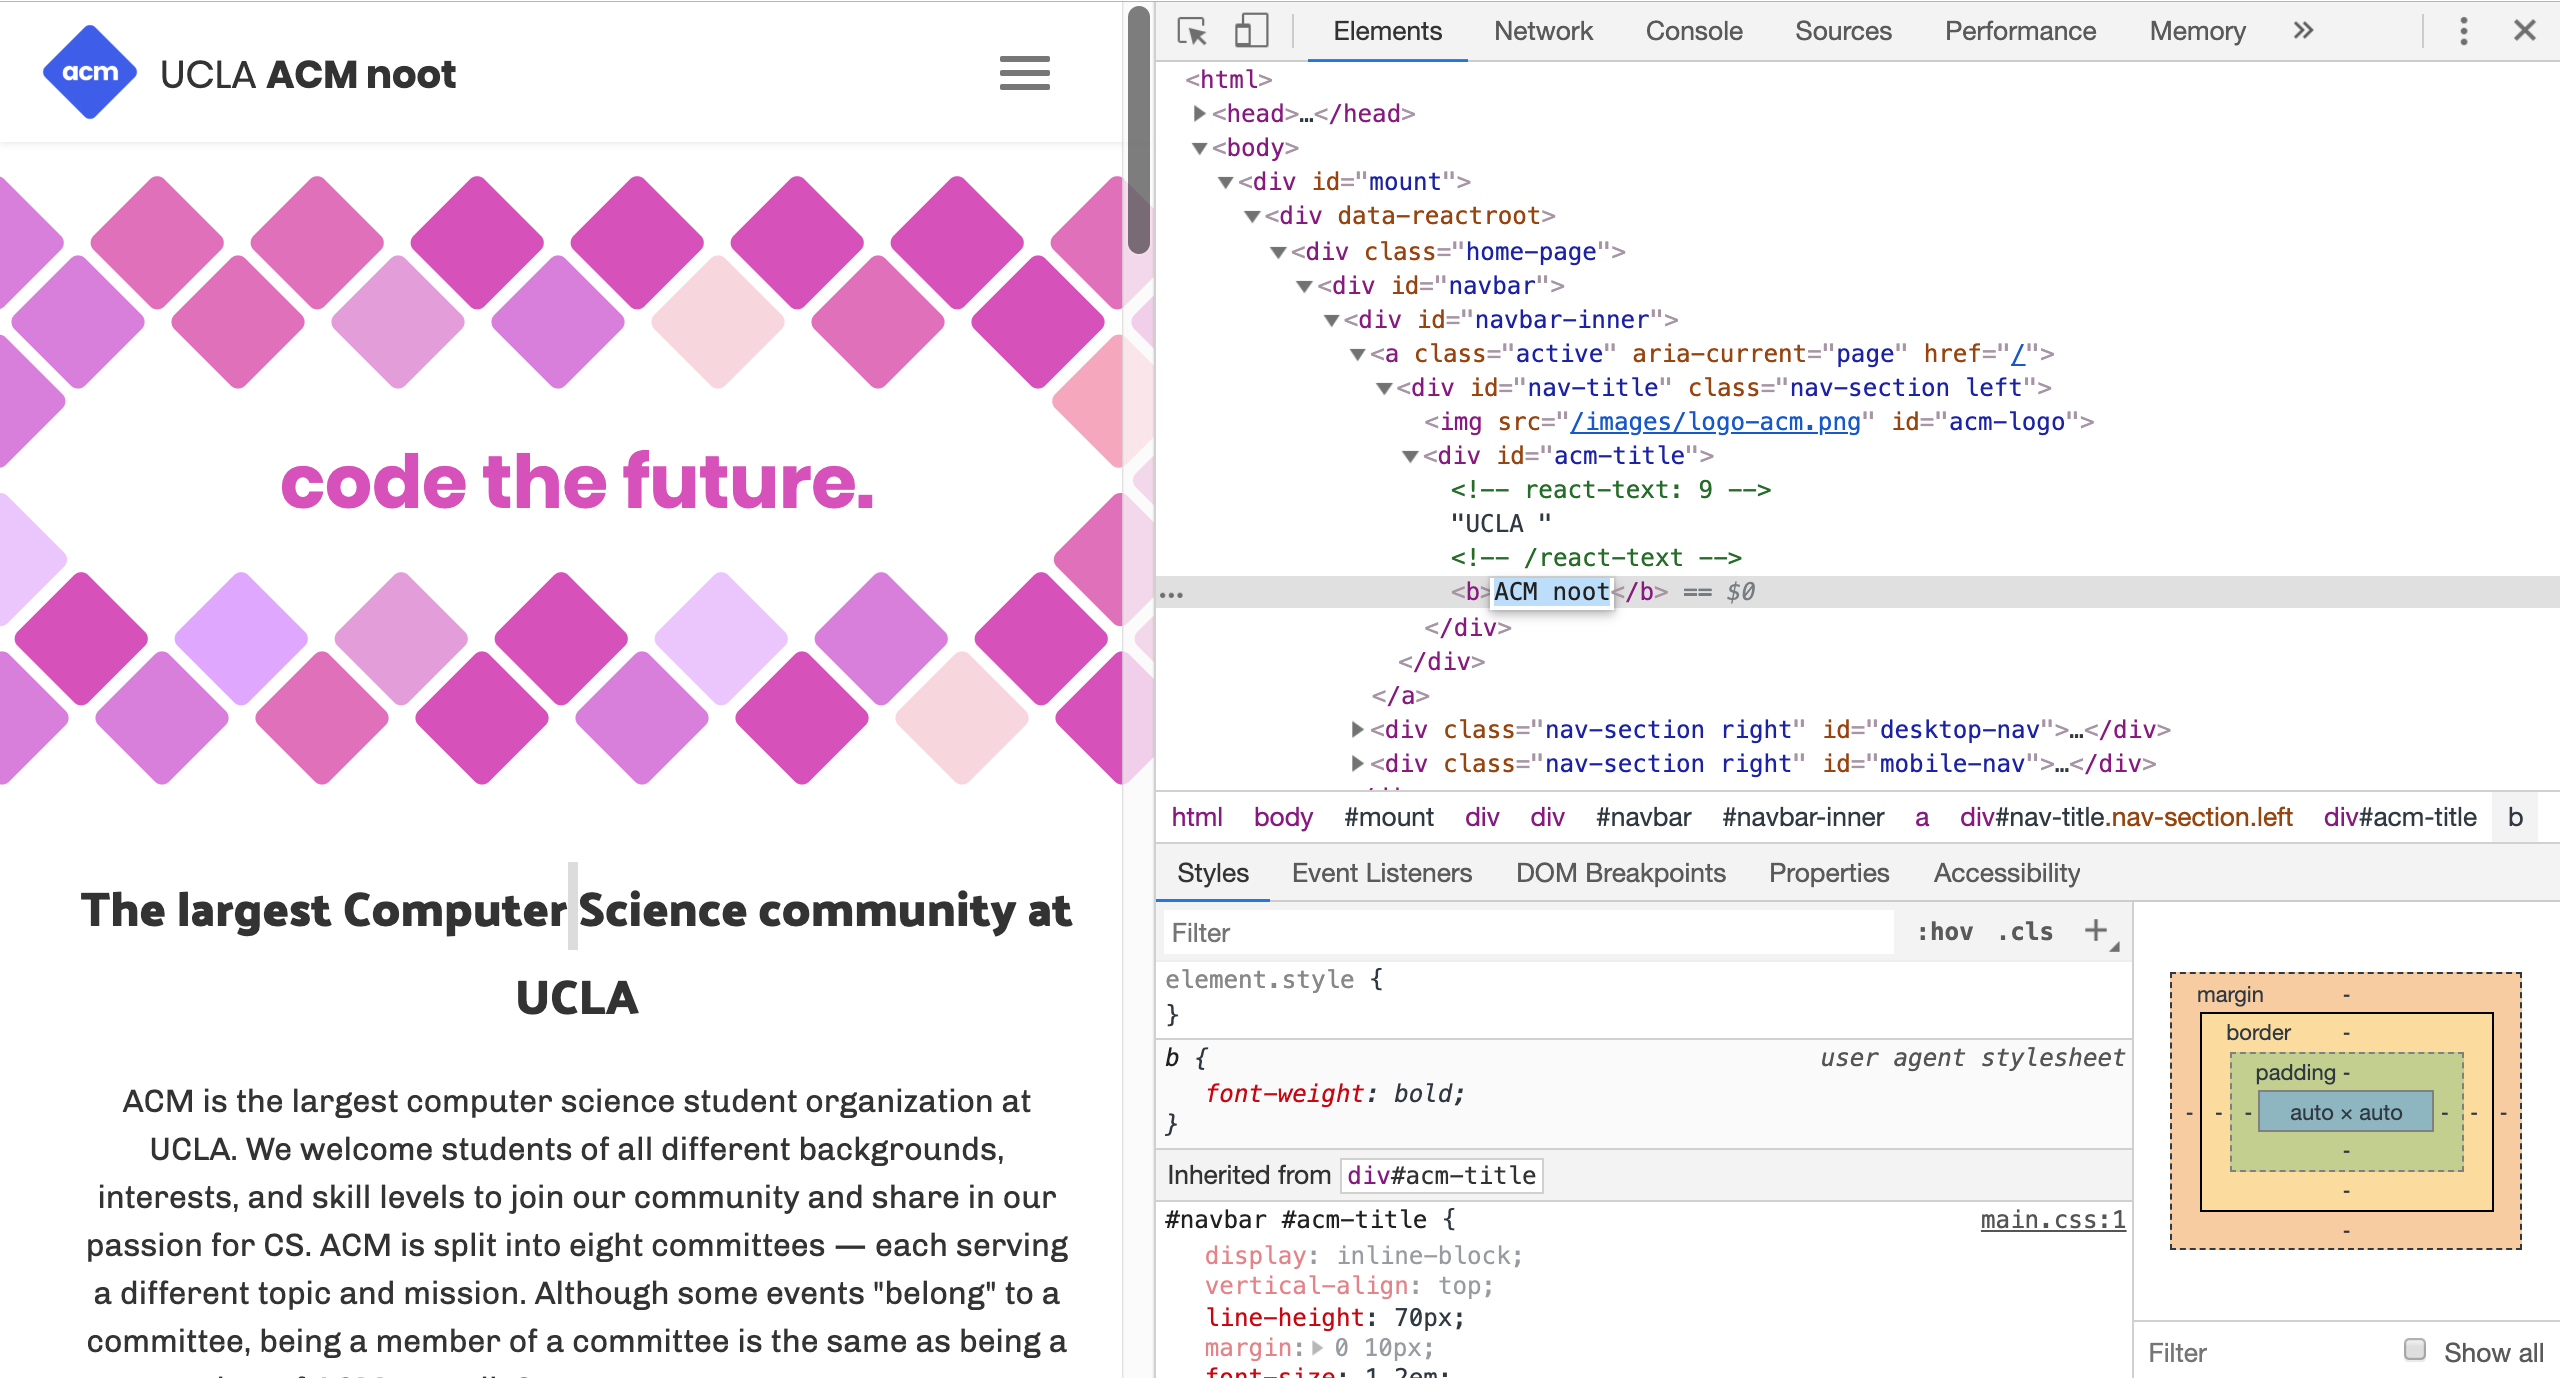 acm
UCLA ACM noot
code the future.
The largest Computer Science community at
UCLA
ACM is the largest computer science student organization at
UCLA. We welcome students of all different backgrounds,
interests, and skill levels to join our community and share in our
passion for CS. ACM is split into eight committees — each serving
a different topic and mission. Although some events "belong" to a
committee, being a member of a committee is the same as being a
Elements Network Console Sources Performance Memory »
<html>
<head>…</head>
<body>
<div id="mount">
<div data-reactroot>
<div class="home-page">
<div id="navbar">
<div id="navbar-inner">
<a class="active" aria-current="page" href="/">
<div id="nav-title" class="nav-section left">
<img src="/images/logo-acm.png" id="acm-logo">
<div id="acm-title">
<!-- react-text: 9 -->
"UCLA "
<!-- /react-text -->
… <b>ACM noot</b> == $0
</div>
</div>
</a>
<div class="nav-section right" id="desktop-nav">…</div>
<div class="nav-section right" id="mobile-nav">…</div>
html body #mount div div #navbar #navbar-inner a div#nav-title.nav-section.left div#acm-title b
Styles Event Listeners DOM Breakpoints Properties Accessibility
Filter :hov .cls +
element.style {
}
b { user agent stylesheet
font-weight: bold;
}
Inherited from div#acm-title
#navbar #acm-title { main.css:1
display: inline-block;
vertical-align: top;
line-height: 70px;
margin: 0 10px;
font-size: 1.2em;
margin -
border -
padding -
- - - auto × auto - - -
-
-
-
Filter Show all